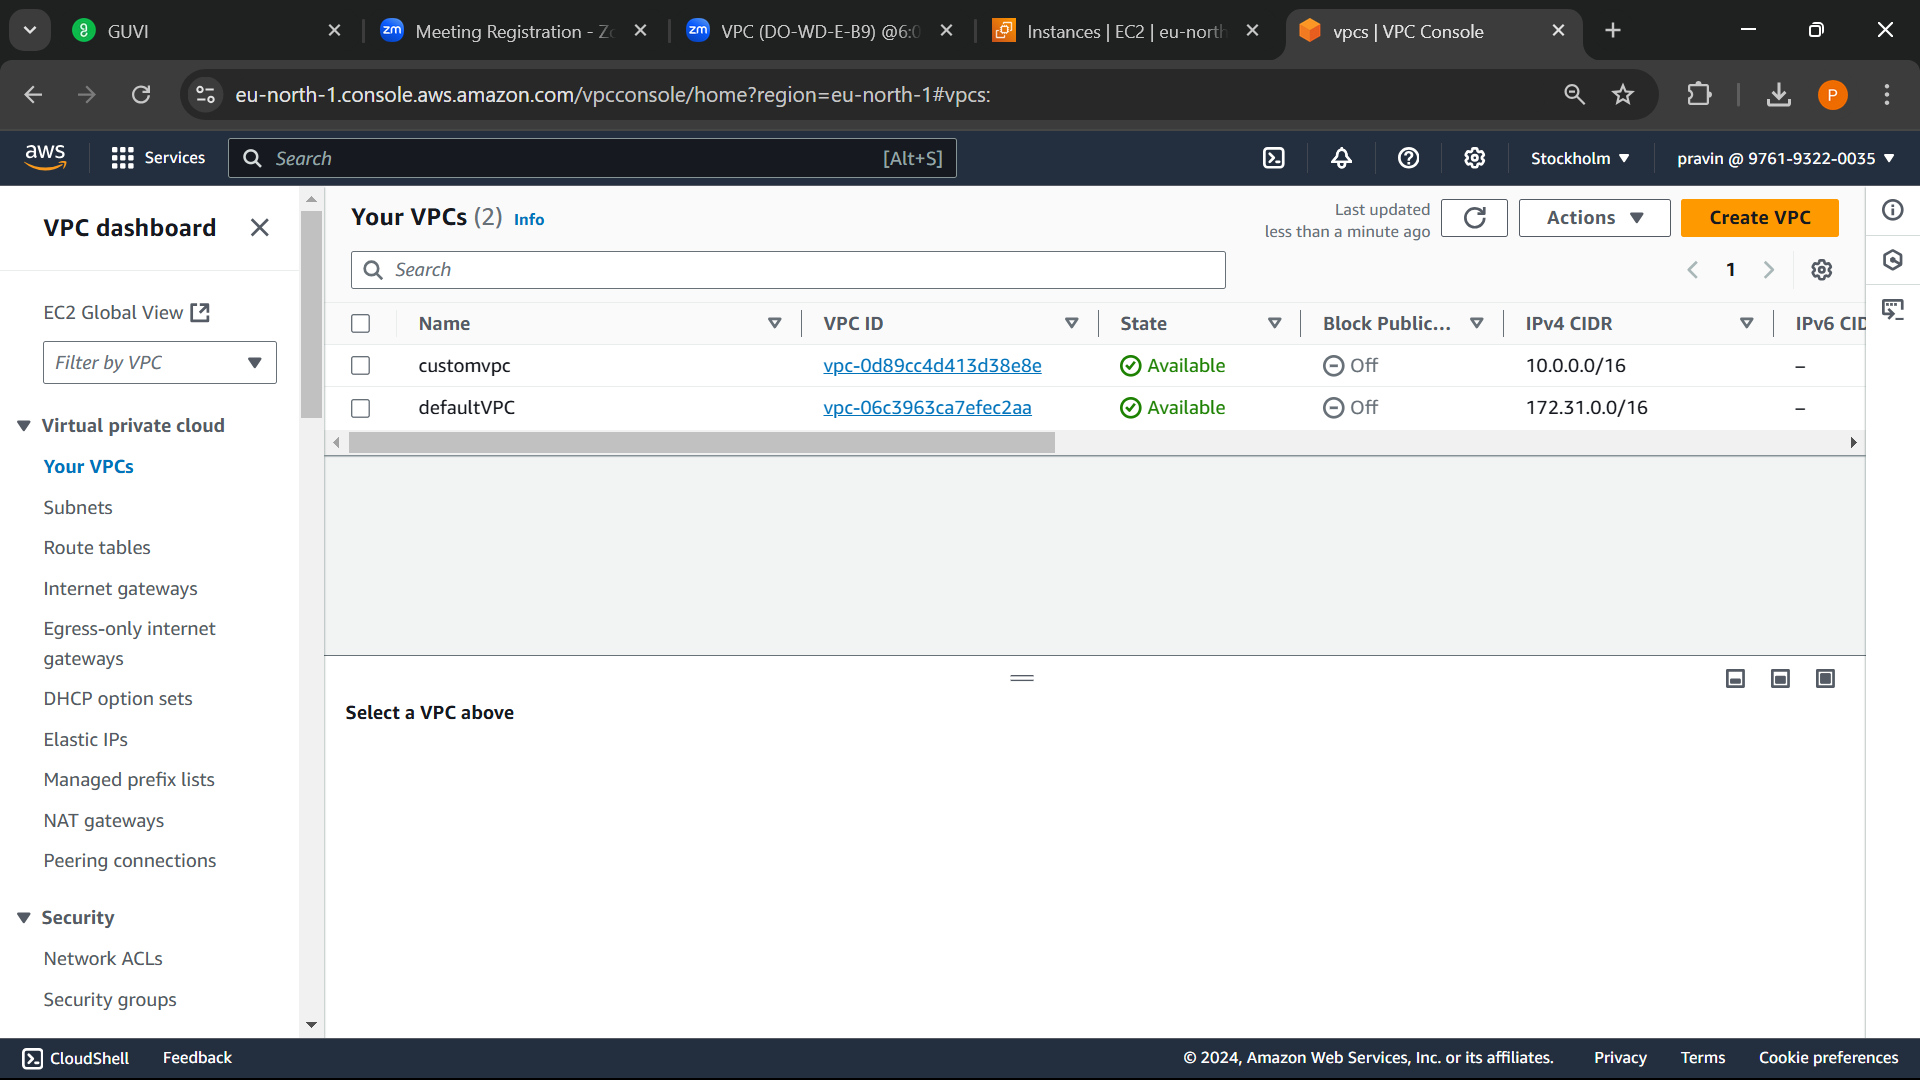 GUVI
Meeting Registration - Zo
VPC (DO-WD-E-B9) @6:0
Instances | EC2 | eu-north
vpcs | VPC Console
eu-north-1.console.aws.amazon.com/vpcconsole/home?region=eu-north-1#vpcs:
P
aws
Services
Search
[Alt+S]
Stockholm
pravin @ 9761-9322-0035
VPC dashboard
EC2 Global View
Filter by VPC
Virtual private cloud
Your VPCs
Subnets
Route tables
Internet gateways
Egress-only internet
gateways
DHCP option sets
Elastic IPs
Managed prefix lists
NAT gateways
Peering connections
Security
Network ACLs
Security groups
Your VPCs (2) Info
Last updated
less than a minute ago
Actions
Create VPC
Search
1
Name VPC ID State Block Public... IPv4 CIDR IPv6 CID
customvpc vpc-0d89cc4d413d38e8e Available Off 10.0.0.0/16 –
defaultVPC vpc-06c3963ca7efec2aa Available Off 172.31.0.0/16 –
Select a VPC above
CloudShell Feedback © 2024, Amazon Web Services, Inc. or its affiliates. Privacy Terms Cookie preferences